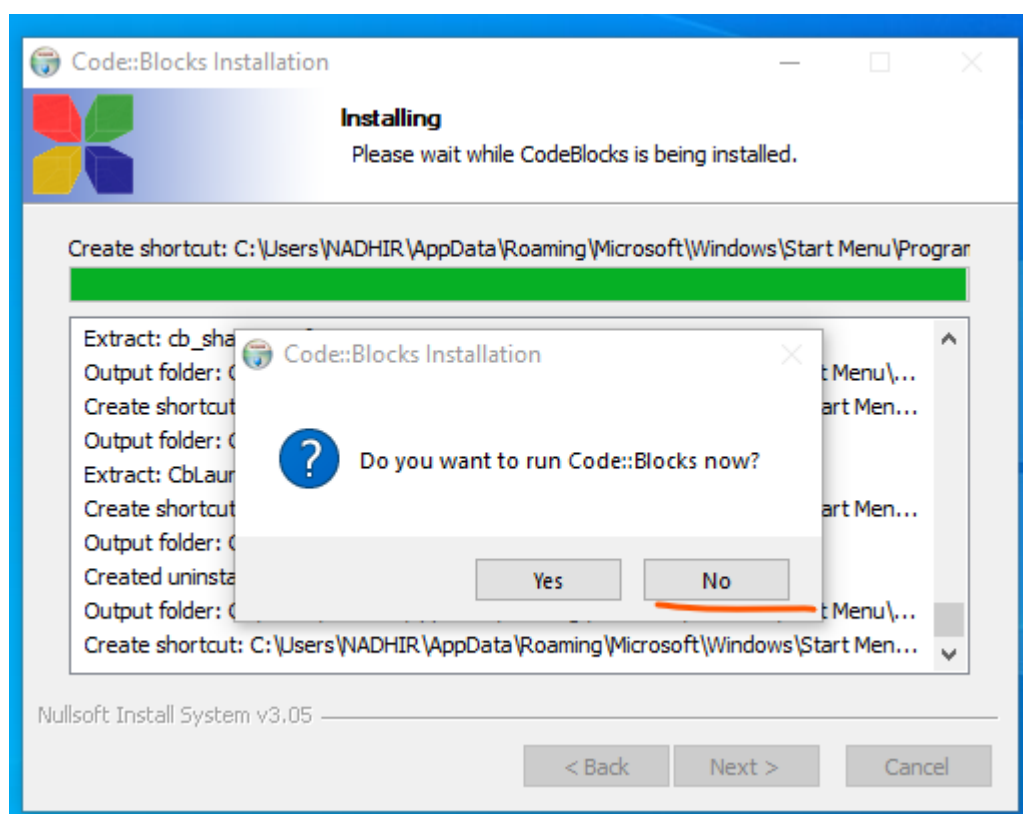 Code::Blocks Installation
Installing
Please wait while CodeBlocks is being installed.
Create shortcut: C:\Users\NADHIR\AppData\Roaming\Microsoft\Windows\Start Menu\Progran
Extract: cb_sha
Output folder: C
t Menu\...
Create shortcut
art Men...
Output folder: C
Extract: CbLaun
Create shortcut
art Men...
Output folder: C
Created uninsta
Output folder: C
t Menu\...
Create shortcut: C:\Users\NADHIR\AppData\Roaming\Microsoft\Windows\Start Men...
Code::Blocks Installation
Do you want to run Code::Blocks now?
Yes
No
Nullsoft Install System v3.05
< Back
Next >
Cancel